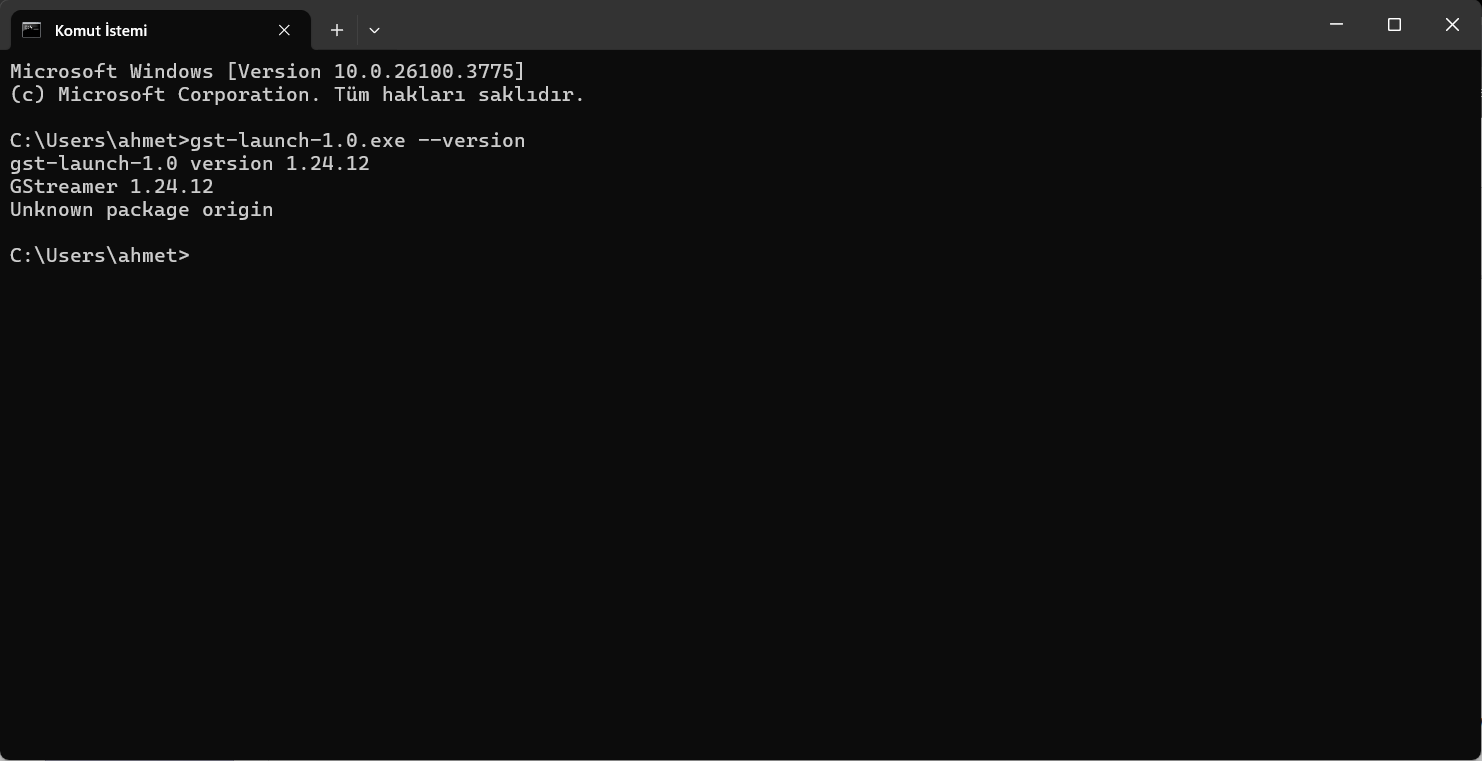 Komut İstemi
Microsoft Windows [Version 10.0.26100.3775]
(c) Microsoft Corporation. Tüm hakları saklıdır.
C:\Users\ahmet>gst-launch-1.0.exe --version
gst-launch-1.0 version 1.24.12
GStreamer 1.24.12
Unknown package origin
C:\Users\ahmet>